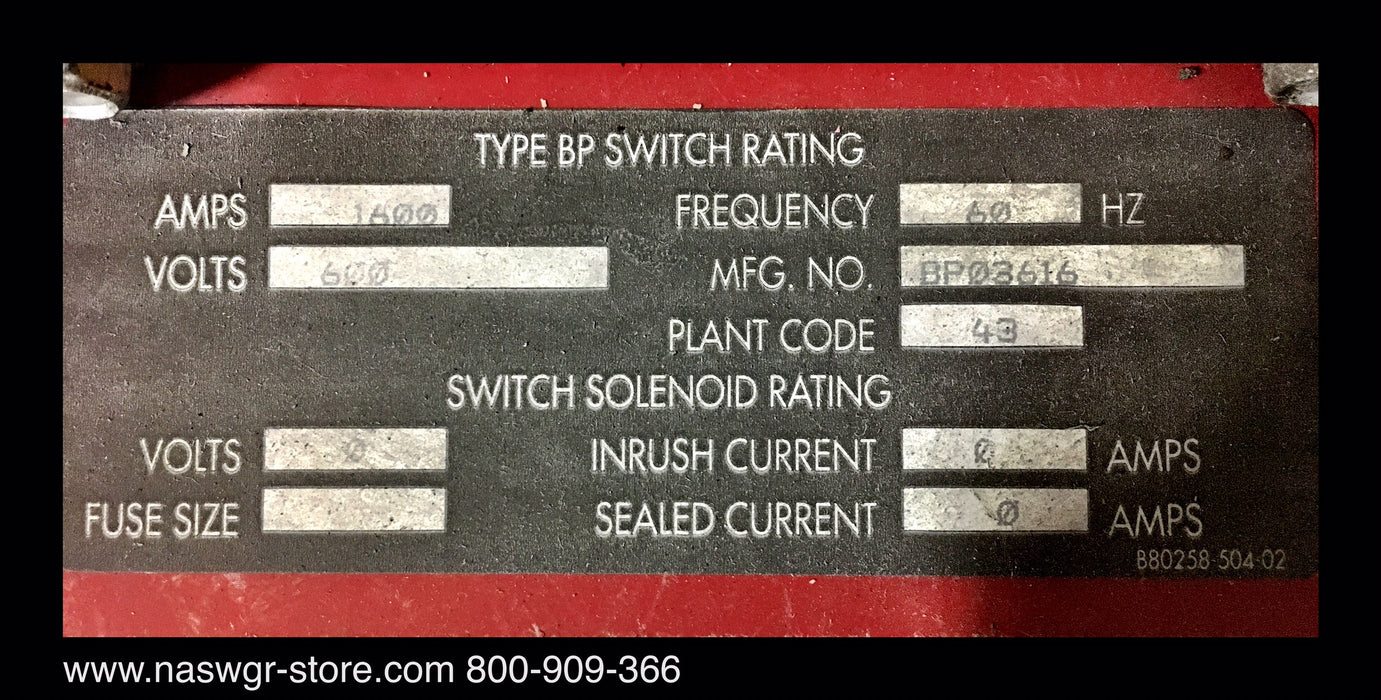 TYPE BP SWITCH RATING
AMPS 1600 FREQUENCY 60 HZ
VOLTS 600 MFG. NO. BP03616
PLANT CODE 43
SWITCH SOLENOID RATING
VOLTS 0 INRUSH CURRENT 0 AMPS
FUSE SIZE SEALED CURRENT 0 AMPS
B80258-504-02
www.naswgr-store.com 800-909-366